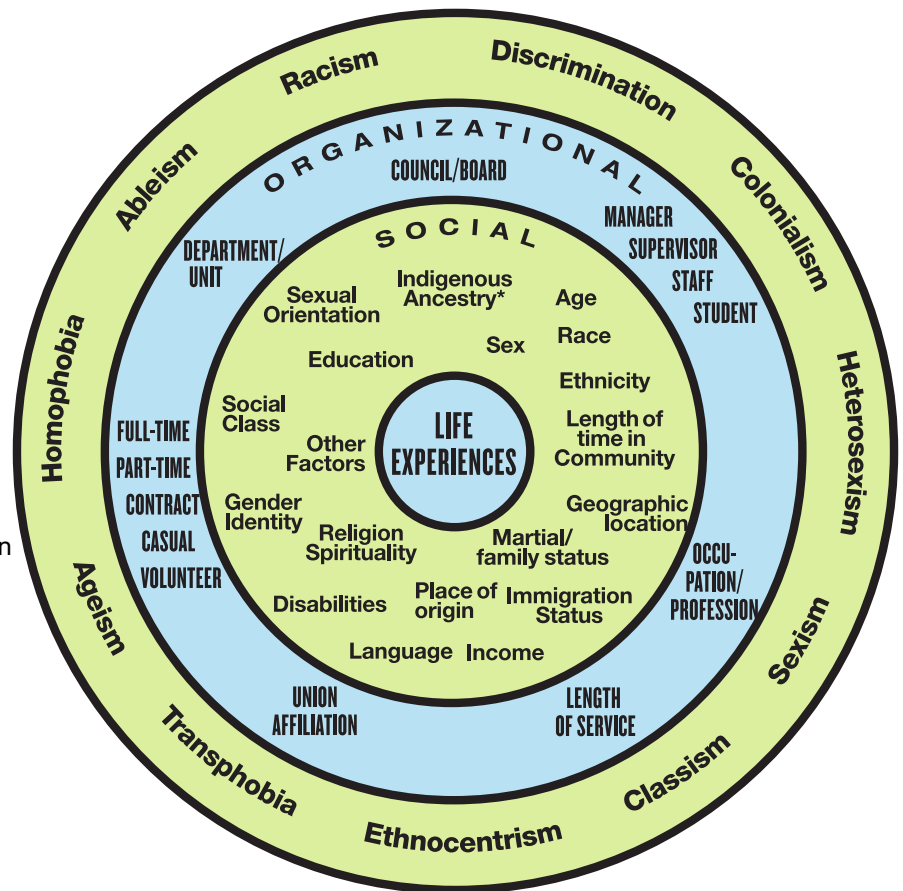 Racism
Discrimination
Ableism
Colonialism
Homophobia
Heterosexism
Ageism
Sexism
Transphobia
Classism
Ethnocentrism
ORGANIZATIONAL
COUNCIL/BOARD
DEPARTMENT/
UNIT
MANAGER
SUPERVISOR
STAFF
STUDENT
FULL-TIME
PART-TIME
CONTRACT
CASUAL
VOLUNTEER
OCCU-
PATION/
PROFESSION
UNION
AFFILIATION
LENGTH
OF SERVICE
SOCIAL
Indigenous
Ancestry*
Sexual
Orientation
Age
Race
Sex
Education
Ethnicity
Social
Class
Length of
time in
Community
Other
Factors
Gender
Identity
Geographic
location
Religion
Spirituality
Martial/
family status
Disabilities
Place of
origin
Immigration
Status
Language
Income
LIFE
EXPERIENCES
n